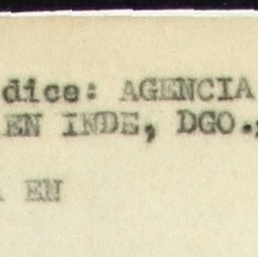 dice: AGENCIA
EN INDE, DGO.;
EN